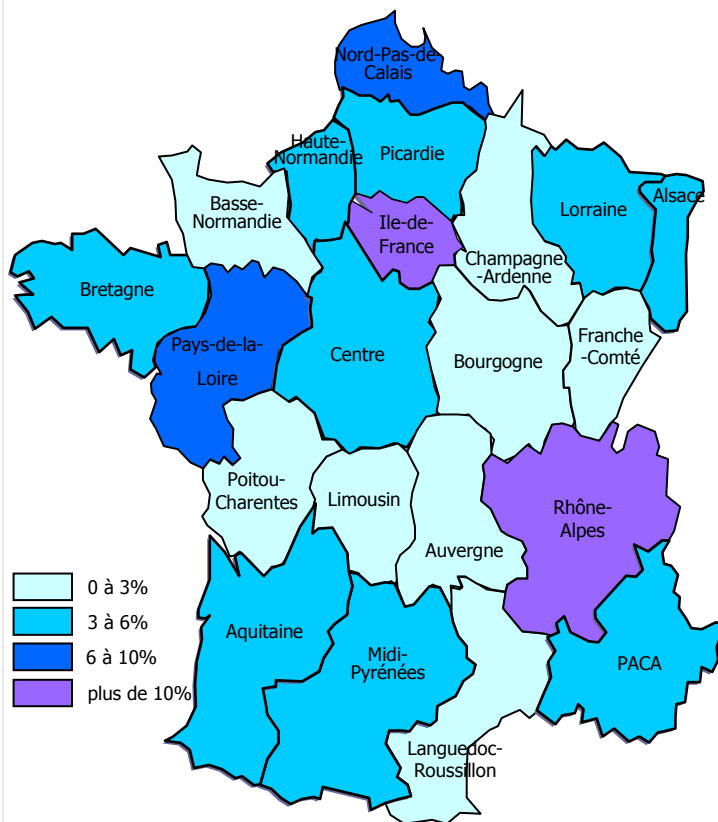 Nord-Pas-de-
Calais
Haute-
Normandie
Picardie
Basse-
Normandie
Ile-de-
France
Lorraine
Alsace
Champagne
-Ardenne
Bretagne
Pays-de-la-
Loire
Centre
Bourgogne
Franche
-Comté
Poitou-
Charentes
Limousin
Auvergne
Rhône-
Alpes
Aquitaine
Midi-
Pyrénées
PACA
Languedoc-
Roussillon
0 à 3%
3 à 6%
6 à 10%
plus de 10%